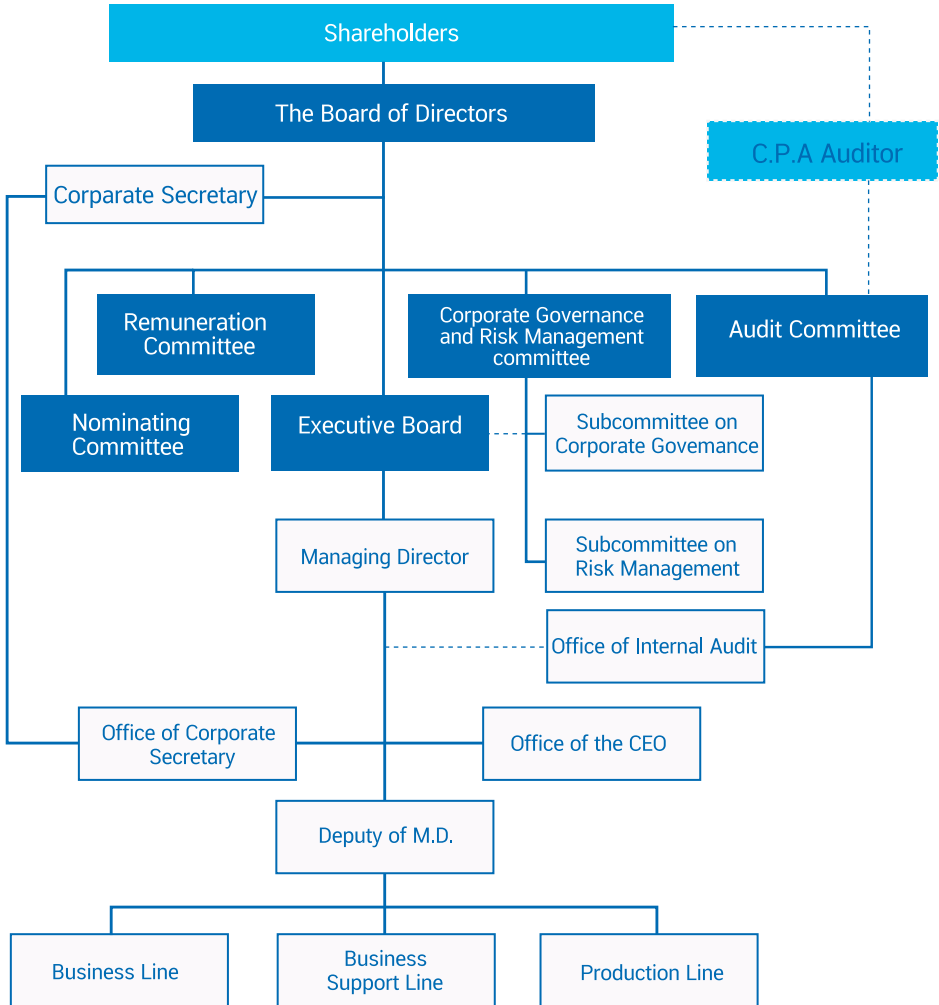 Shareholders
The Board of Directors
C.P.A Auditor
Corparate Secretary
Remuneration
Committee
Corporate Governance
and Risk Management
committee
Audit Committee
Nominating
Committee
Executive Board
Subcommittee on
Corporate Governance
Managing Director
Subcommittee on
Risk Management
Office of Internal Audit
Office of Corporate
Secretary
Office of the CEO
Deputy of M.D.
Business Line
Business
Support Line
Production Line